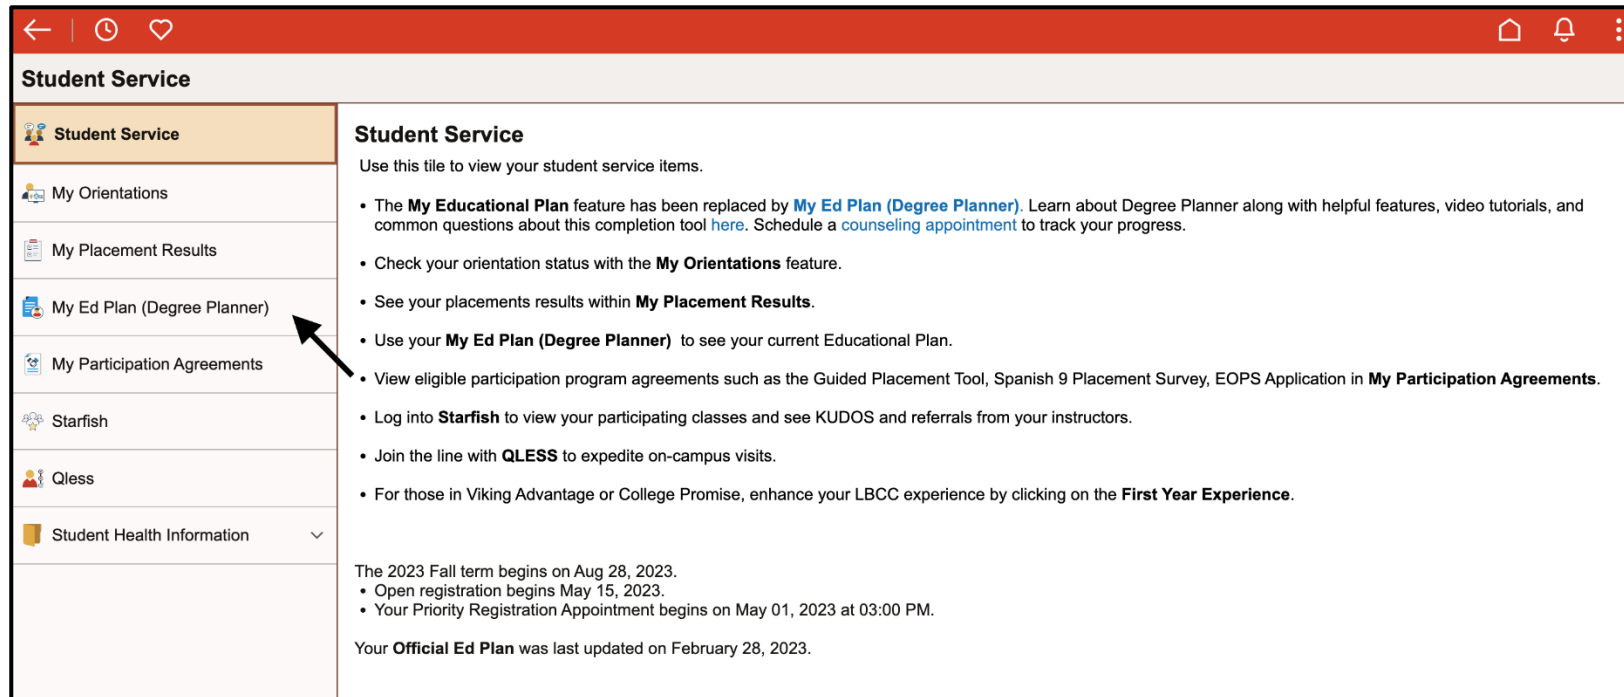 Student Service
Student Service
My Orientations
My Placement Results
My Ed Plan (Degree Planner)
My Participation Agreements
Starfish
Qless
Student Health Information
Student Service
Use this tile to view your student service items.
• The My Educational Plan feature has been replaced by My Ed Plan (Degree Planner). Learn about Degree Planner along with helpful features, video tutorials, and
common questions about this completion tool here. Schedule a counseling appointment to track your progress.
• Check your orientation status with the My Orientations feature.
• See your placements results within My Placement Results.
• Use your My Ed Plan (Degree Planner) to see your current Educational Plan.
• View eligible participation program agreements such as the Guided Placement Tool, Spanish 9 Placement Survey, EOPS Application in My Participation Agreements.
• Log into Starfish to view your participating classes and see KUDOS and referrals from your instructors.
• Join the line with QLESS to expedite on-campus visits.
• For those in Viking Advantage or College Promise, enhance your LBCC experience by clicking on the First Year Experience.
The 2023 Fall term begins on Aug 28, 2023.
• Open registration begins May 15, 2023.
• Your Priority Registration Appointment begins on May 01, 2023 at 03:00 PM.
Your Official Ed Plan was last updated on February 28, 2023.